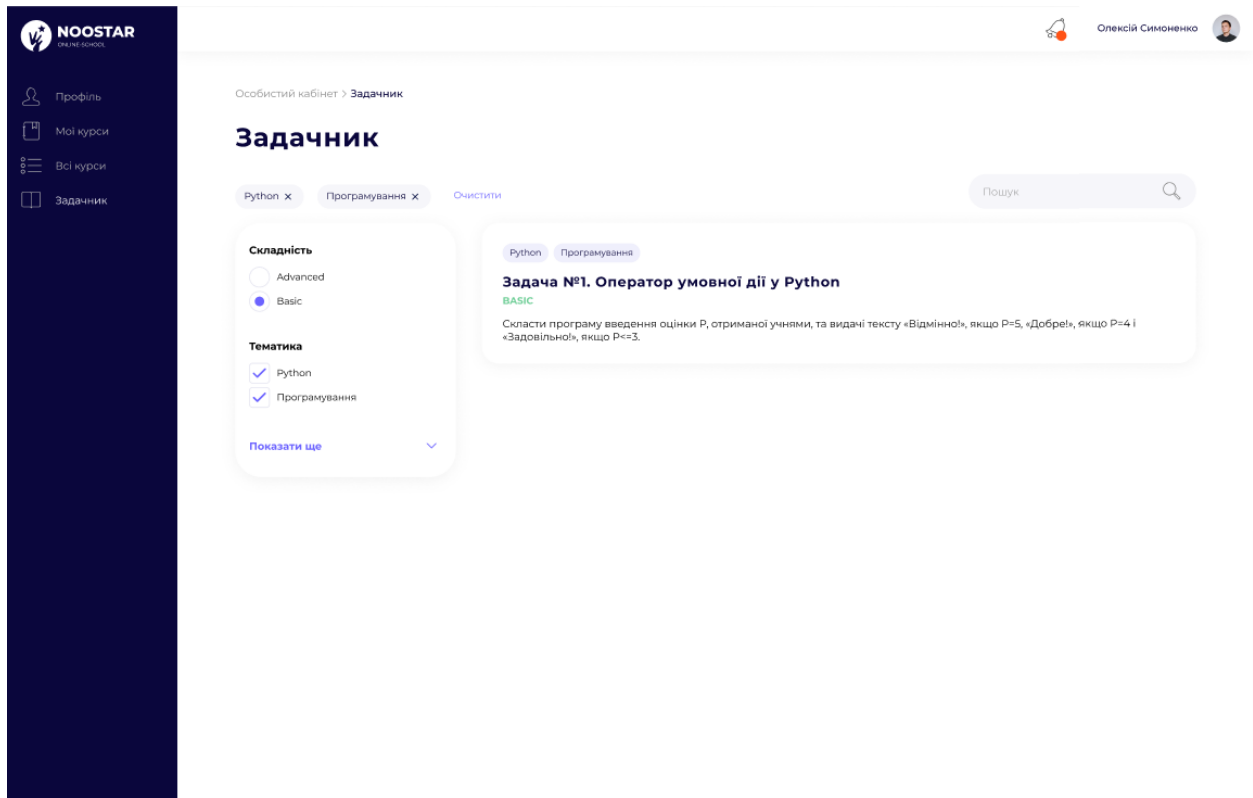 NOOSTAR
ONLINE-SCHOOL
Олексій Симоненко
Профіль
Мої курси
Всі курси
Задачник
Особистий кабінет > Задачник
Задачник
Python x
Програмування x
Очистити
Пошук
Складність
Advanced
Basic
Тематика
Python
Програмування
Показати ще
Python
Програмування
Задача №1. Оператор умовної дії у Python
BASIC
Скласти програму введення оцінки Р, отриманої учнями, та видачі тексту «Відмінно!», якщо Р=5, «Добре!», якщо Р=4 і
«Задовільно!», якщо Р<=3.